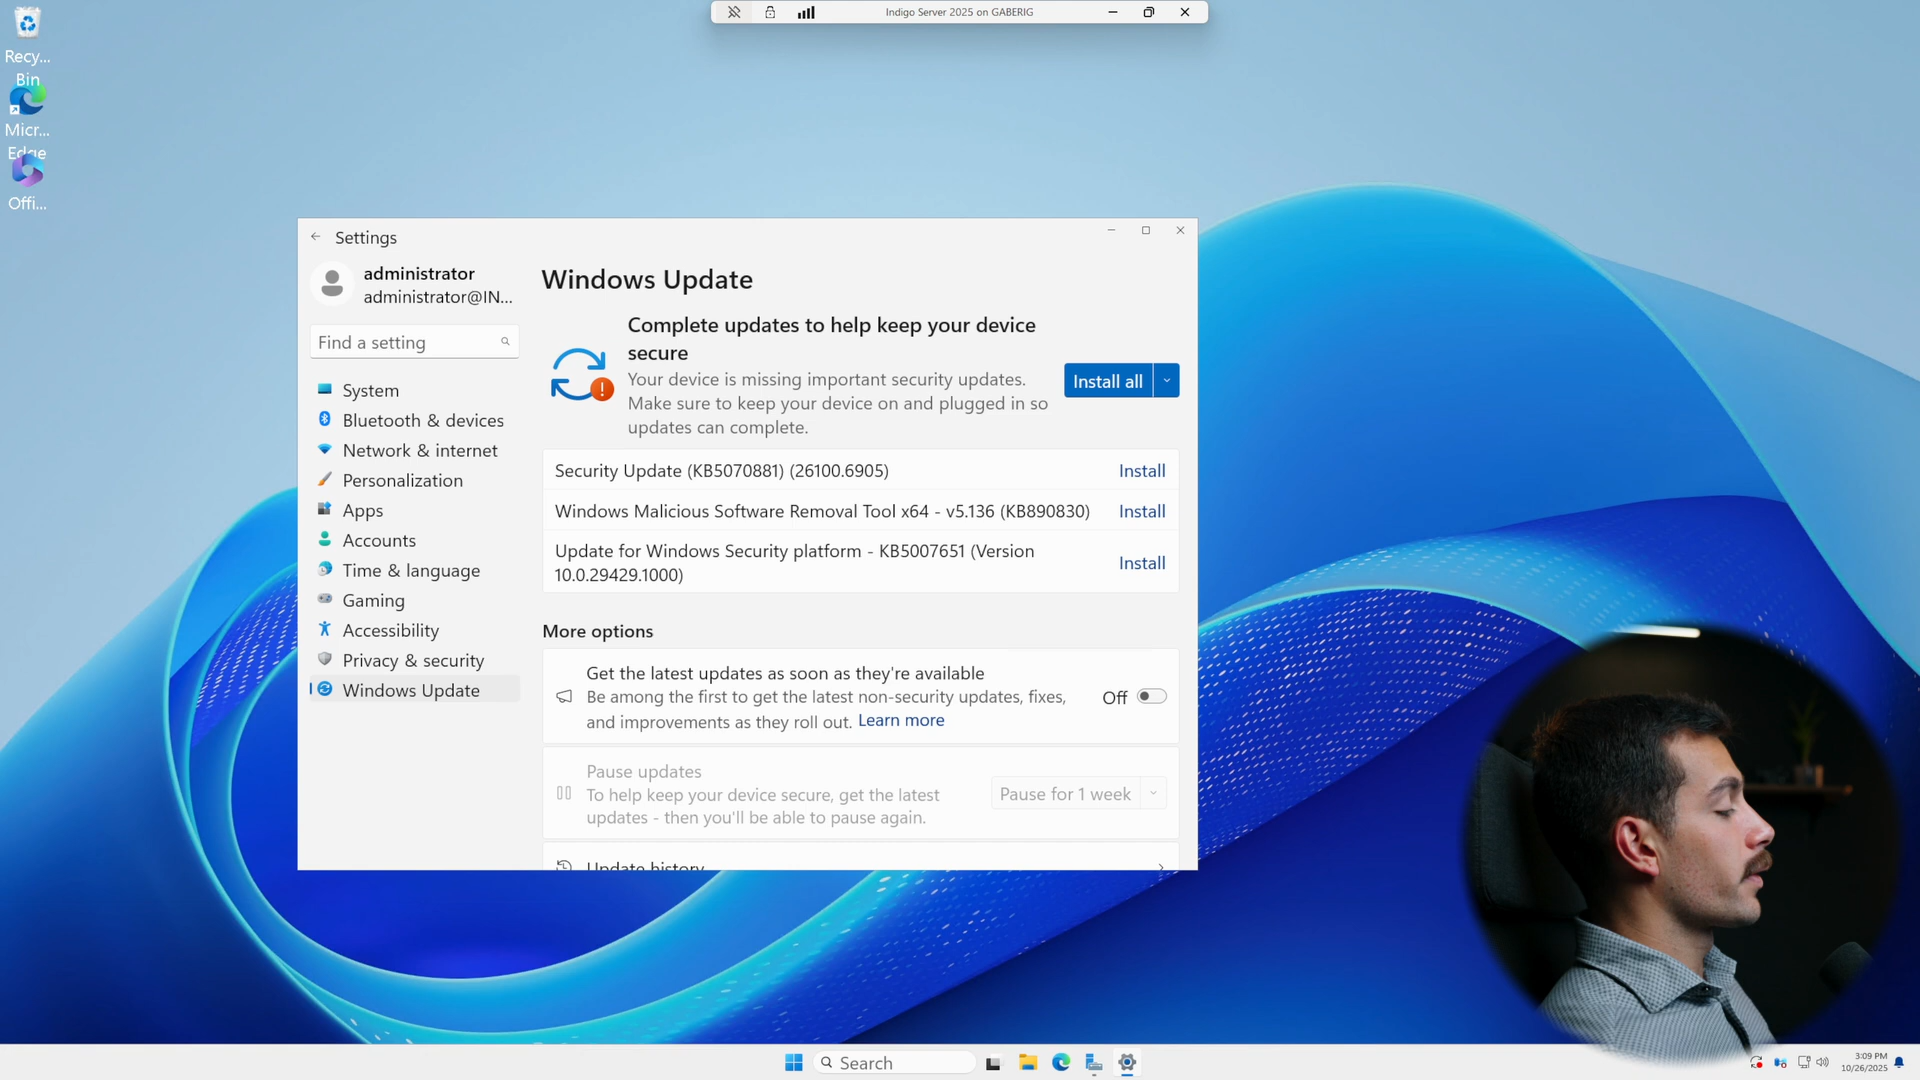 Indigo Server 2025 on GABERIG
Recy...
Bin
Micr...
Edge
Offi...
Settings
administrator
administrator@IN...
Find a setting
System
Bluetooth & devices
Network & internet
Personalization
Apps
Accounts
Time & language
Gaming
Accessibility
Privacy & security
Windows Update
Windows Update
Complete updates to help keep your device
secure
Your device is missing important security updates.
Make sure to keep your device on and plugged in so
updates can complete.
Install all
Security Update (KB5070881) (26100.6905)
Install
Windows Malicious Software Removal Tool x64 - v5.136 (KB890830)
Install
Update for Windows Security platform - KB5007651 (Version
10.0.29429.1000)
Install
More options
Get the latest updates as soon as they're available
Be among the first to get the latest non-security updates, fixes,
and improvements as they roll out. Learn more
Off
Pause updates
To help keep your device secure, get the latest
updates - then you'll be able to pause again.
Pause for 1 week
Update history
Search
3:09 PM
10/26/2025